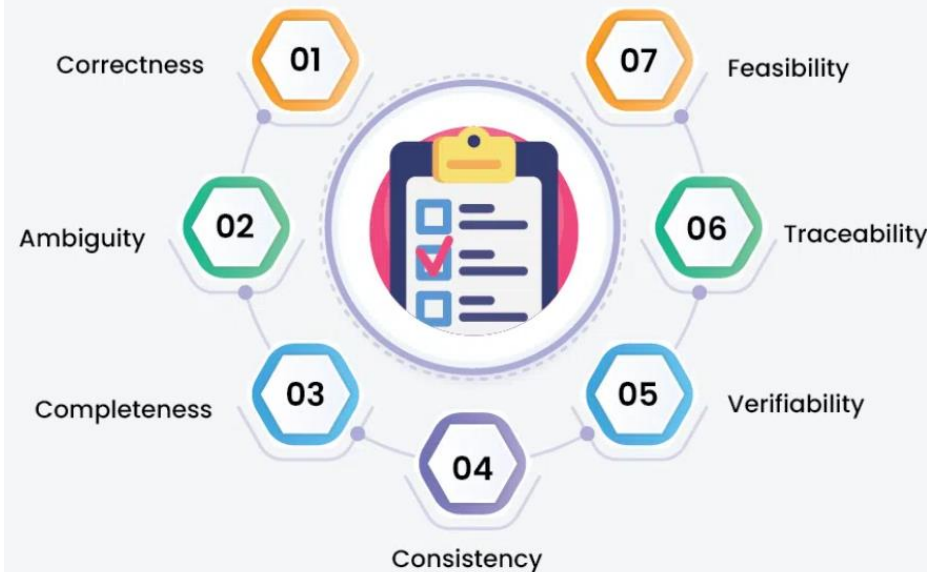 01
Correctness
02
Ambiguity
03
Completeness
04
Consistency
05
Verifiability
06
Traceability
07
Feasibility